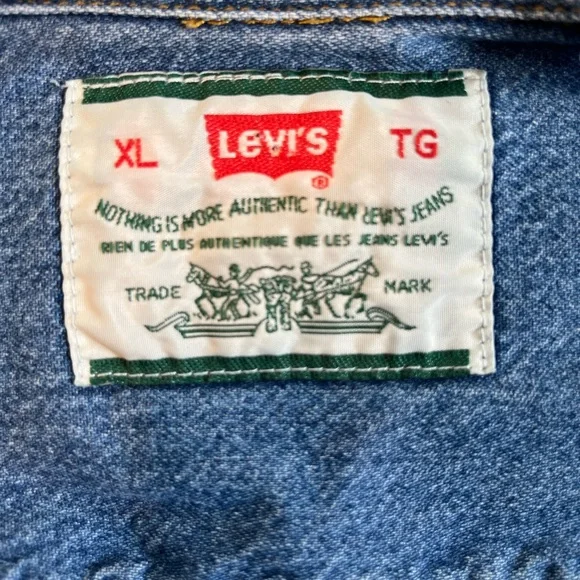 XL LEVI'S TG
®
NOTHING IS MORE AUTHENTIC THAN LEVI'S JEANS
RIEN DE PLUS AUTHENTIQUE QUE LES JEANS LEVI'S
TRADE MARK